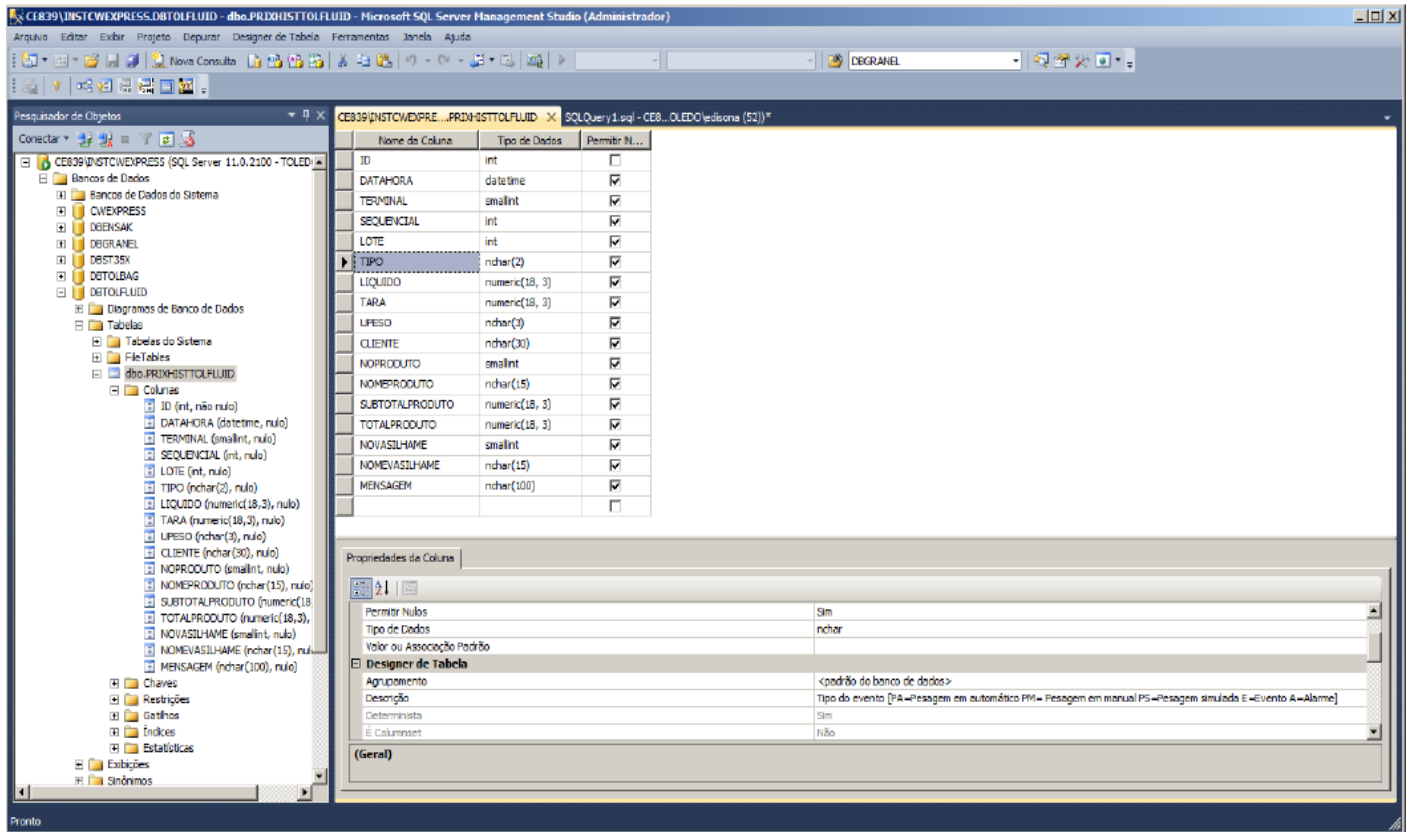 CE839\INSTCWEXPRESS.DBTOLFLUID - dbo.PRIXHISTTOLFLUID - Microsoft SQL Server Management Studio (Administrador)
Arquivo Editar Exibir Projeto Depurar Designer de Tabela Ferramentas Janela Ajuda
Nova Consulta DBGRANEL
Pesquisador de Objetos
Conectar
CE839\INSTCWEXPRESS (SQL Server 11.0.2100 - TOLED
Bancos de Dados
Bancos de Dados do Sistema
CWEXPRESS
DBENSAK
DBGRANEL
DBST35X
DBTOLBAG
DBTOLFLUID
Diagramas de Banco de Dados
Tabelas
Tabelas do Sistema
FileTables
dbo.PRIXHISTTOLFLUID
Colunas
ID (int, não nulo)
DATAHORA (datetime, nulo)
TERMINAL (smallint, nulo)
SEQUENCIAL (int, nulo)
LOTE (int, nulo)
TIPO (nchar(2), nulo)
LIQUIDO (numeric(18,3), nulo)
TARA (numeric(18,3), nulo)
UPESO (nchar(3), nulo)
CLIENTE (nchar(30), nulo)
NOPRODUTO (smallint, nulo)
NOMEPRODUTO (nchar(15), nulo)
SUBTOTALPRODUTO (numeric(18
TOTALPRODUTO (numeric(18,3),
NOVASILHAME (smallint, nulo)
NOMEVASILHAME (nchar(15), nul
MENSAGEM (nchar(100), nulo)
Chaves
Restrições
Gatilhos
Índices
Estatísticas
Exibições
Sinônimos
CE839\INSTCWEXPRE....PRIXHISTTOLFLUID SQLQuery1.sql - CE8...OLEDO\edisona (52))*
Nome da Coluna Tipo de Dados Permitir N...
ID int
DATAHORA datetime
TERMINAL smallint
SEQUENCIAL int
LOTE int
TIPO nchar(2)
LIQUIDO numeric(18, 3)
TARA numeric(18, 3)
UPESO nchar(3)
CLIENTE nchar(30)
NOPRODUTO smallint
NOMEPRODUTO nchar(15)
SUBTOTALPRODUTO numeric(18, 3)
TOTALPRODUTO numeric(18, 3)
NOVASILHAME smallint
NOMEVASILHAME nchar(15)
MENSAGEM nchar(100)
Propriedades da Coluna
Permitir Nulos Sim
Tipo de Dados nchar
Valor ou Associação Padrão
Designer de Tabela
Agrupamento <padrão do banco de dados>
Descrição Tipo do evento [PA=Pesagem em automático PM= Pesagem em manual PS=Pesagem simulada E=Evento A=Alarme]
Determinista Sim
É Columnset Não
(Geral)
Pronto